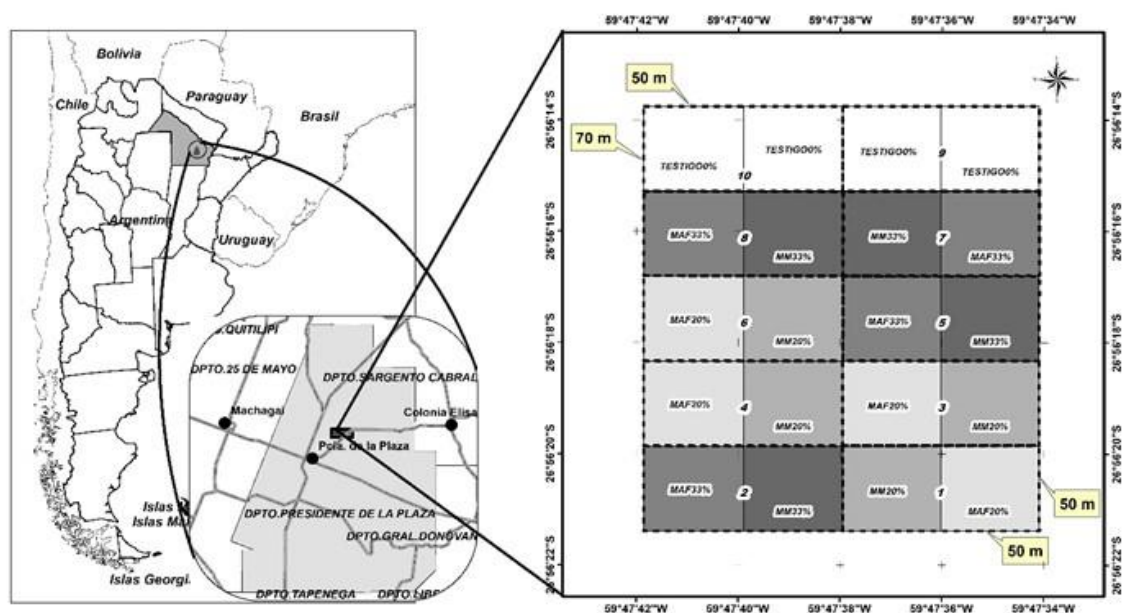 Bolivia
Chile
Paraguay
Brasil
Argentina
Uruguay
Islas
Islas Georgi
O.QUITILIPI
DPTO.25 DE MAYO
DPTO.SARGENTO CABRAL
Machagai
Colonia Elisa
Pcia. de la Plaza
DPTO.PRESIDENTE DE LA PLAZA
DPTO.GRAL.DONOVAN
DPTO.TAPENEGA
DPTO.LIBE
59°47'42"W 59°47'40"W 59°47'38"W 59°47'36"W 59°47'34"W
50 m
70 m
26°56'14"S 26°56'14"S
TESTIGO0% TESTIGO0% TESTIGO0% 9 TESTIGO0%
10
26°56'16"S 26°56'16"S
MAF33% 8 MM33% MM33% 7 MAF33%
26°56'18"S 26°56'18"S
MAF20% 6 MM20% MAF33% 5 MM33%
MAF20% 4 MM20% MAF20% 3 MM20%
26°56'20"S 26°56'20"S
MAF33% 2 MM33% MM20% 1 MAF20%
50 m
50 m
26°56'22"S 26°56'22"S
59°47'42"W 59°47'40"W 59°47'38"W 59°47'36"W 59°47'34"W